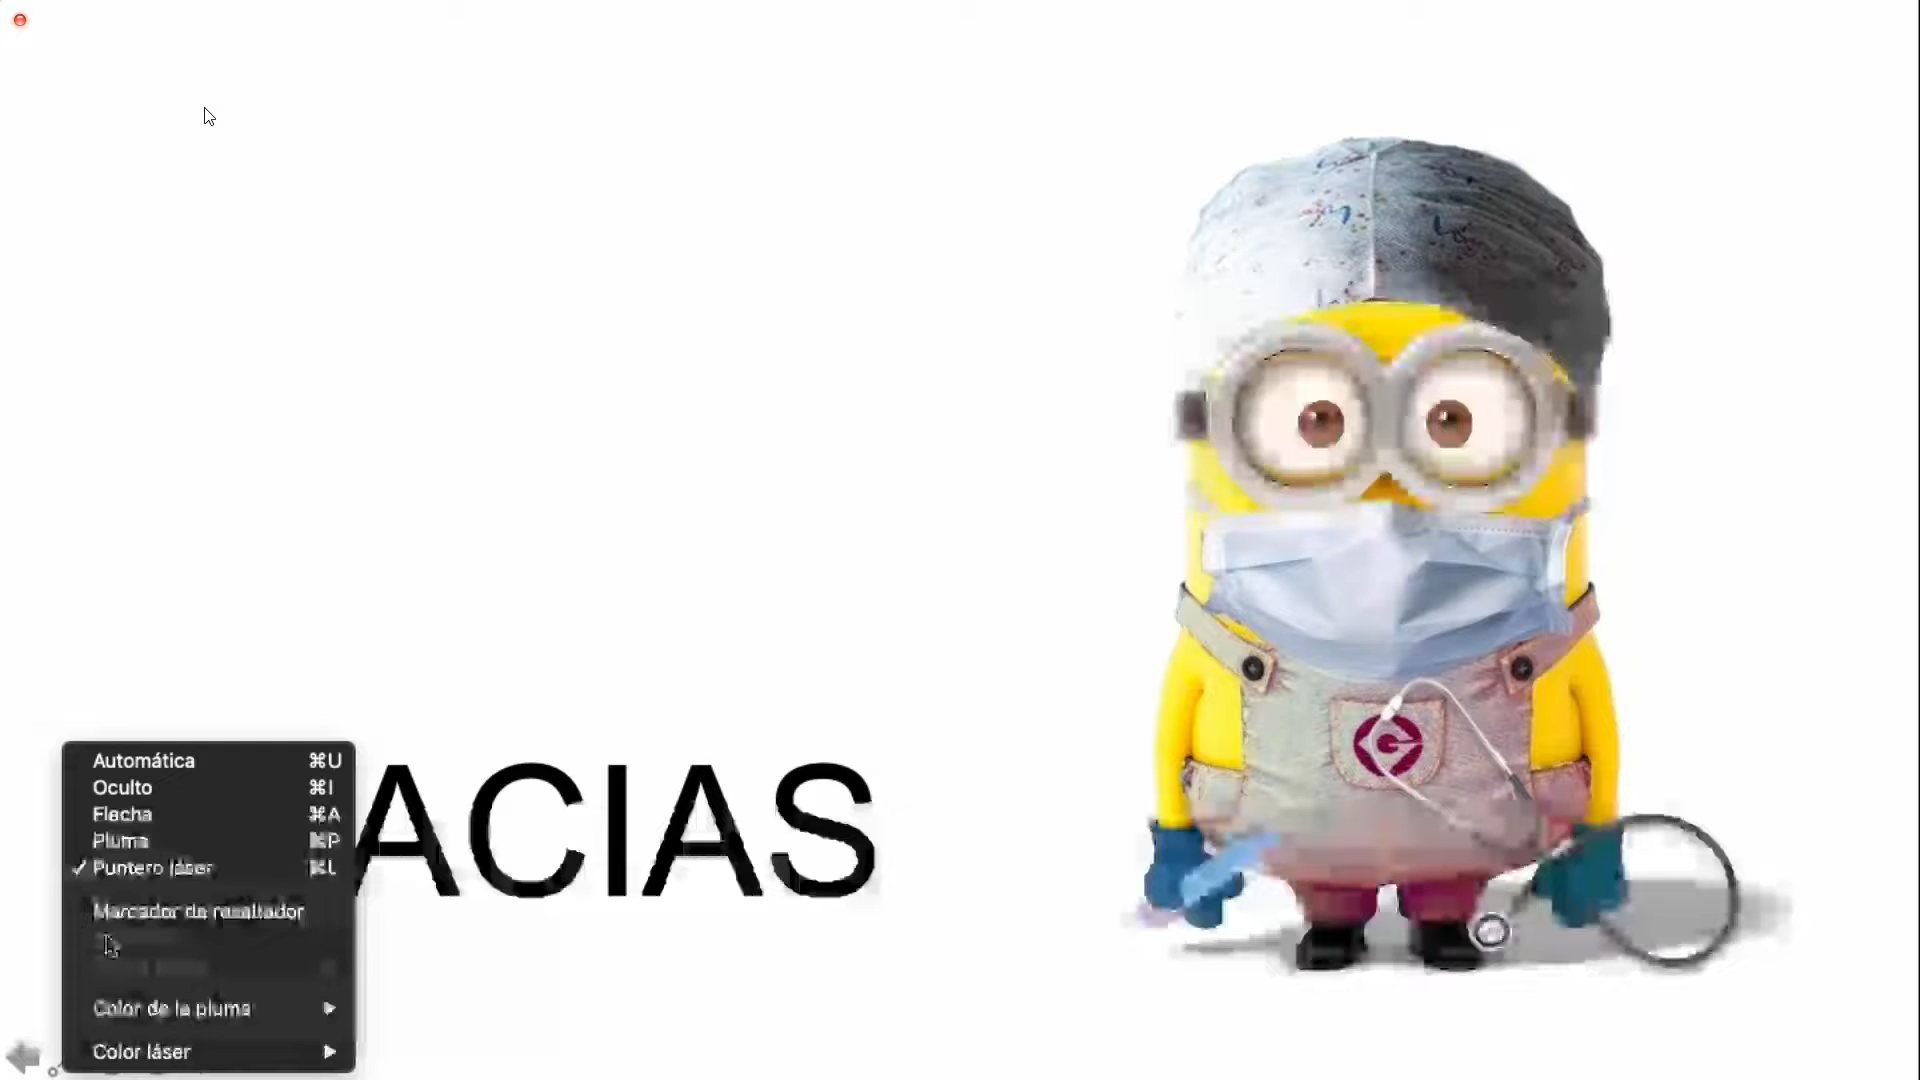 Automática ⌘U
Oculto ⌘I
Flecha ⌘A
Pluma ⌘P
✓ Puntero láser ⌘L
Marcador de resaltador
Color de la pluma ▶
Color láser ▶
ACIAS